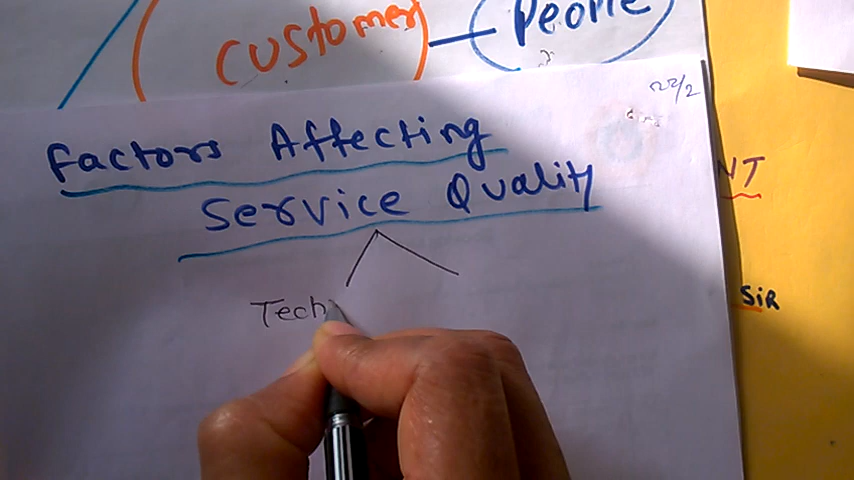 customer People
22/2
Factors Affecting
Service Quality
Tech
NT
SiR